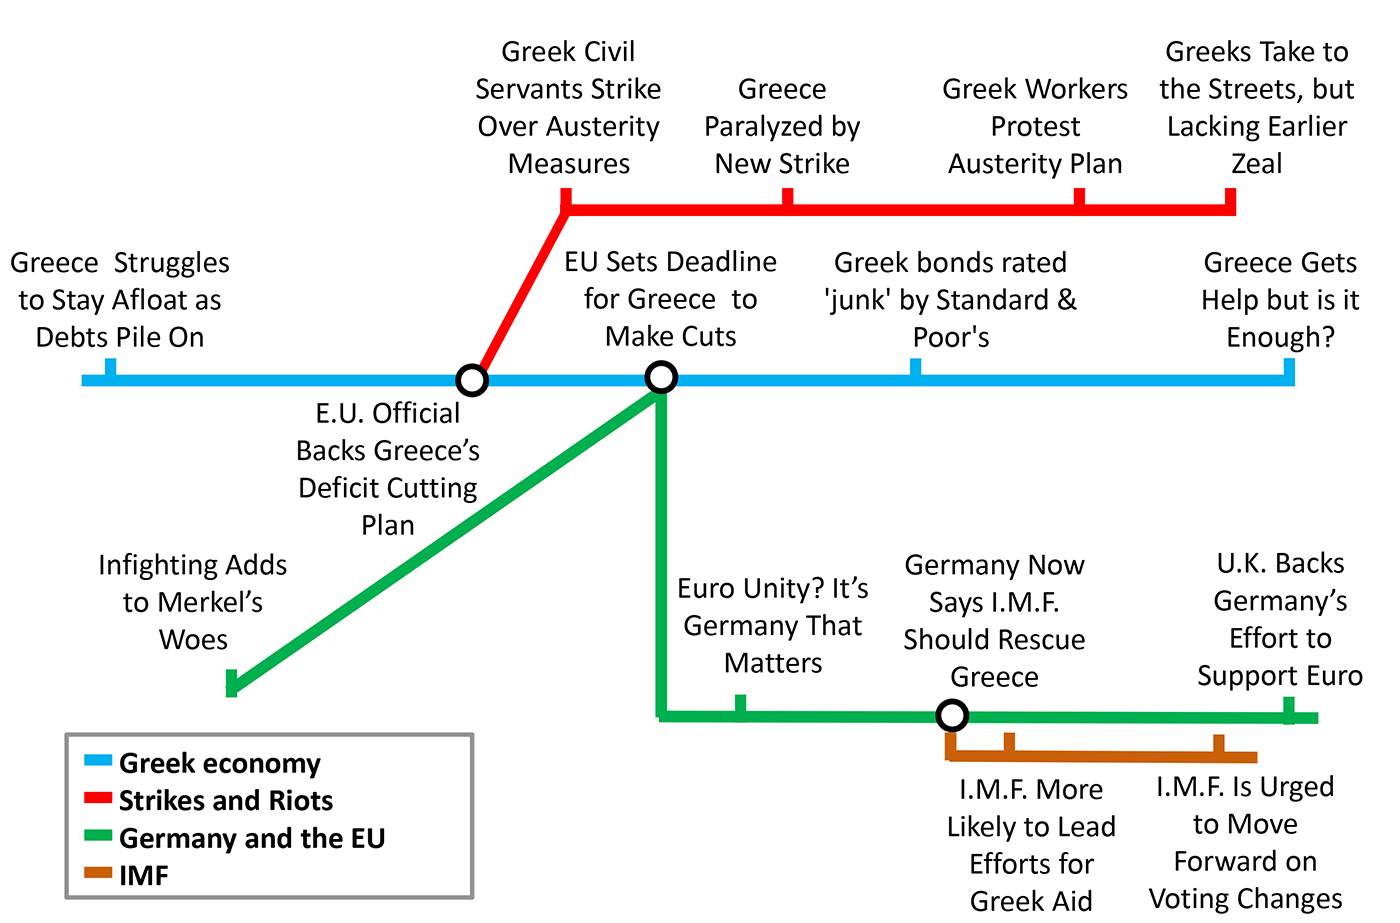 Greek Civil
Servants Strike
Over Austerity
Measures
Greece
Paralyzed by
New Strike
Greek Workers
Protest
Austerity Plan
Greeks Take to
the Streets, but
Lacking Earlier
Zeal
Greece Struggles
to Stay Afloat as
Debts Pile On
EU Sets Deadline
for Greece to
Make Cuts
Greek bonds rated
'junk' by Standard &
Poor's
Greece Gets
Help but is it
Enough?
E.U. Official
Backs Greece’s
Deficit Cutting
Plan
Infighting Adds
to Merkel’s
Woes
Euro Unity? It’s
Germany That
Matters
Germany Now
Says I.M.F.
Should Rescue
Greece
U.K. Backs
Germany’s
Effort to
Support Euro
I.M.F. More
Likely to Lead
Efforts for
Greek Aid
I.M.F. Is Urged
to Move
Forward on
Voting Changes
Greek economy
Strikes and Riots
Germany and the EU
IMF